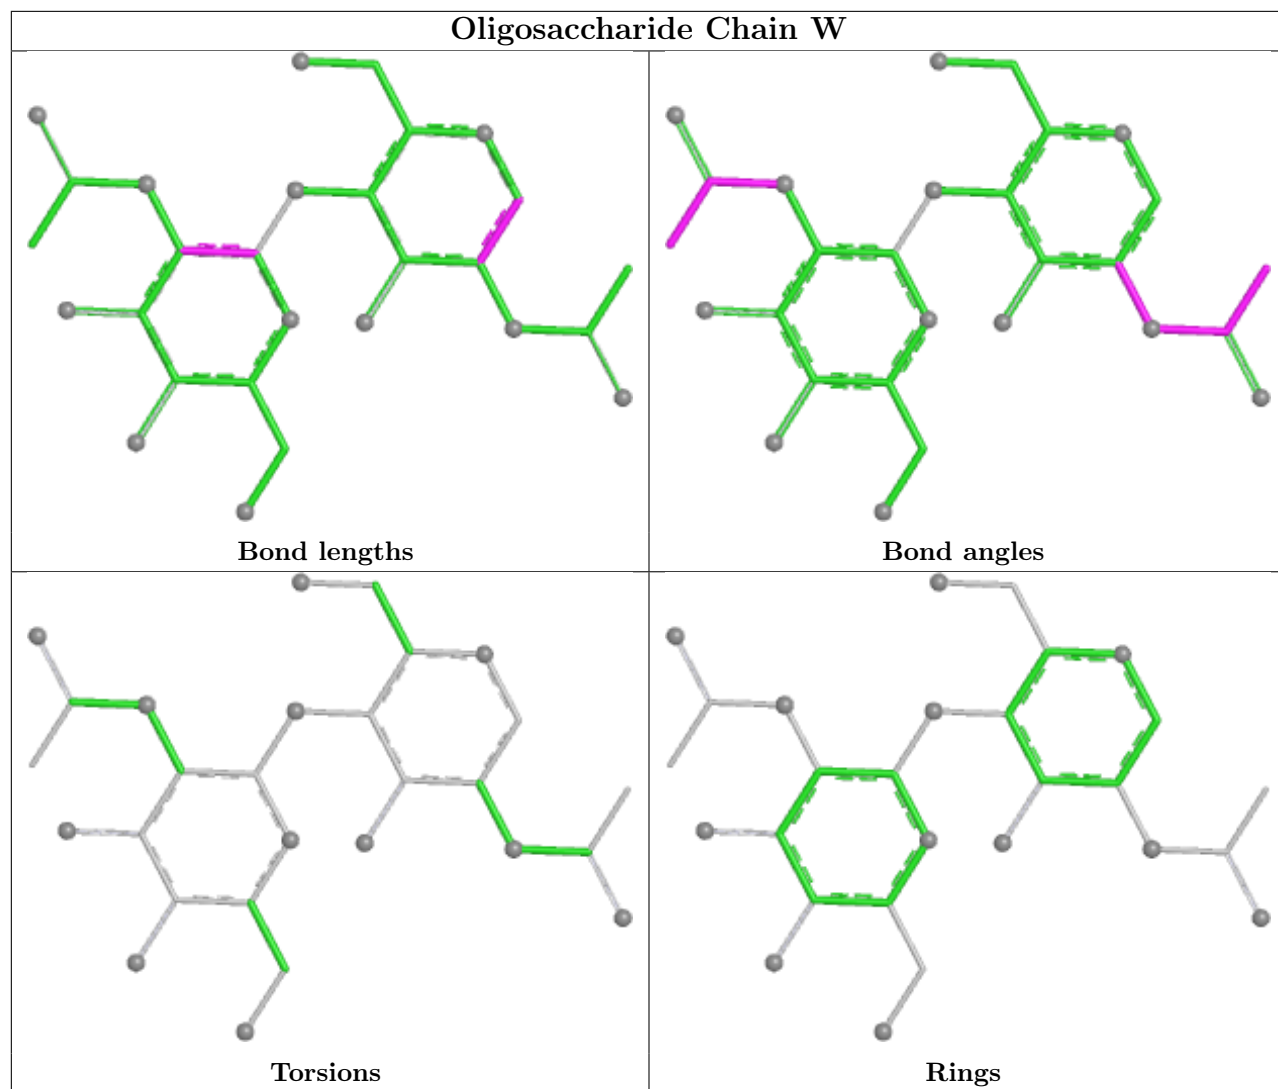 Oligosaccharide Chain W
Bond lengths
Bond angles
Torsions
Rings